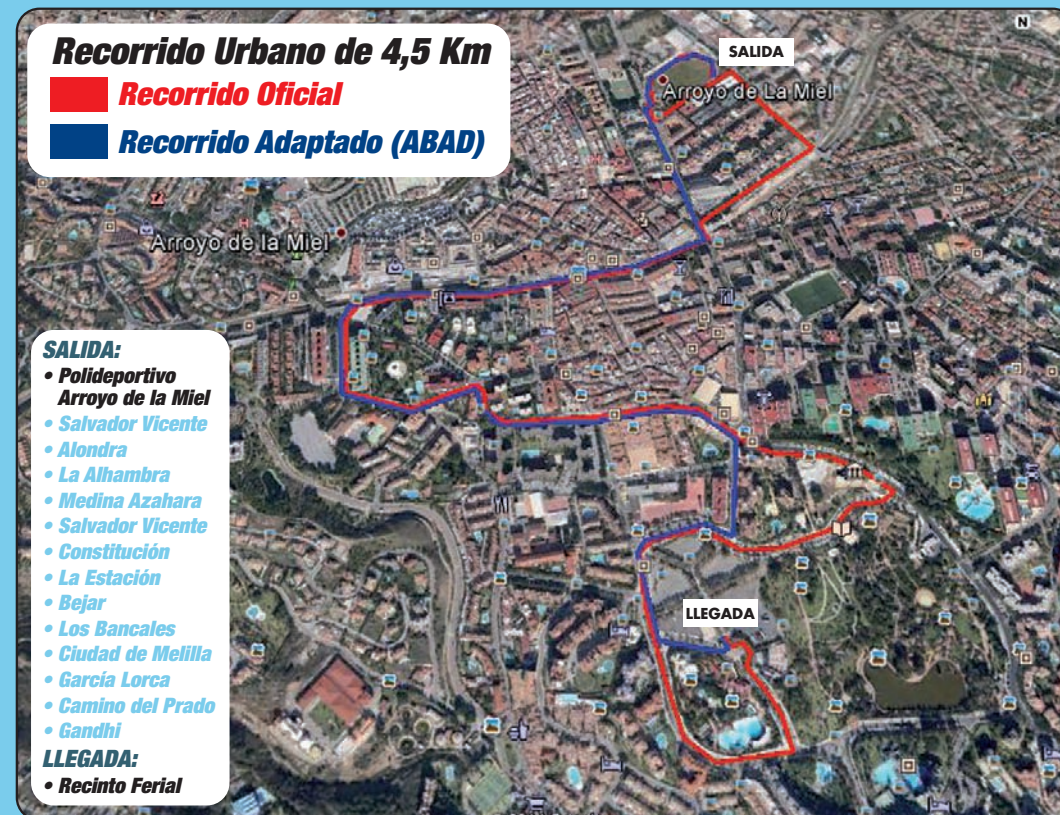 Recorrido Urbano de 4,5 Km
Recorrido Oficial
Recorrido Adaptado (ABAD)
N
SALIDA
Arroyo de La Miel
Arroyo de la Miel
SALIDA:
• Polideportivo
Arroyo de la Miel
• Salvador Vicente
• Alondra
• La Alhambra
• Medina Azahara
• Salvador Vicente
• Constitución
• La Estación
• Bejar
• Los Bancales
• Ciudad de Melilla
• García Lorca
• Camino del Prado
• Gandhi
LLEGADA:
• Recinto Ferial
LLEGADA